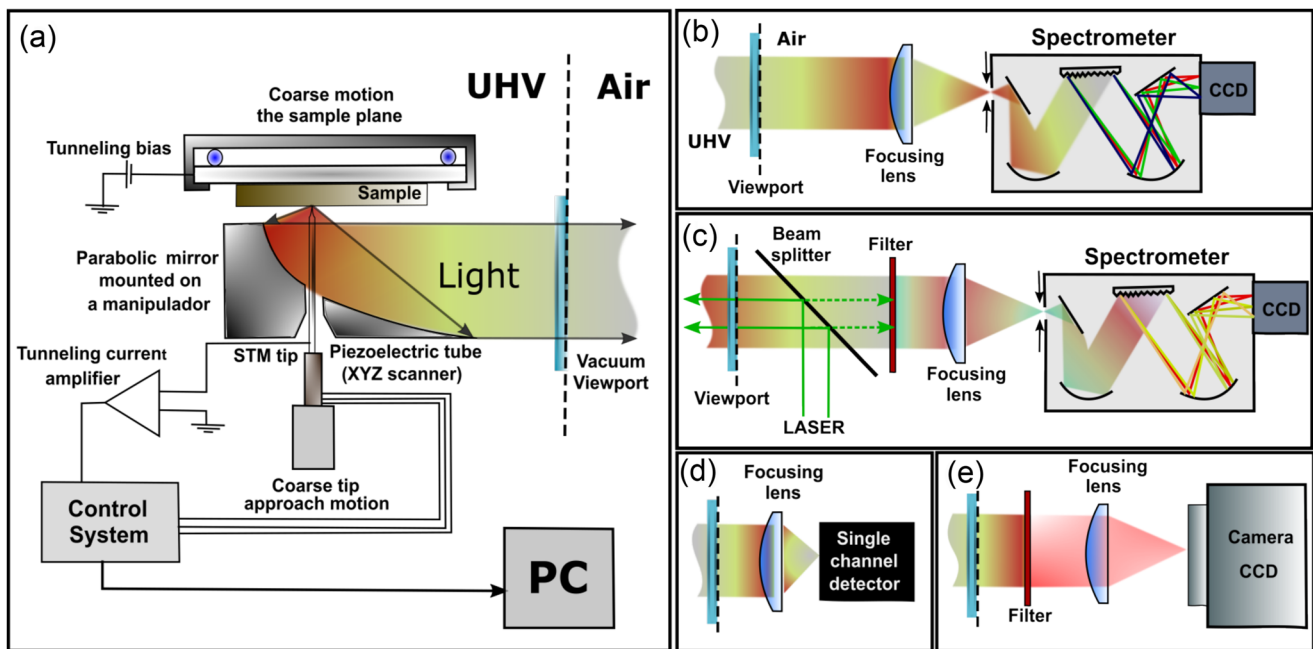 (a)
UHV
Air
Coarse motion
the sample plane
Tunneling bias
Sample
Parabolic mirror
mounted on
a manipulador
Light
STM tip
Piezoelectric tube
(XYZ scanner)
Vacuum
Viewport
Tunneling current
amplifier
Coarse tip
approach motion
Control
System
PC
(b)
Air
Spectrometer
CCD
UHV
Focusing
lens
Viewport
(c)
Beam
splitter
Filter
Spectrometer
CCD
Viewport
Focusing
lens
LASER
(d)
Focusing
lens
Single
channel
detector
(e)
Focusing
lens
Camera
CCD
Filter